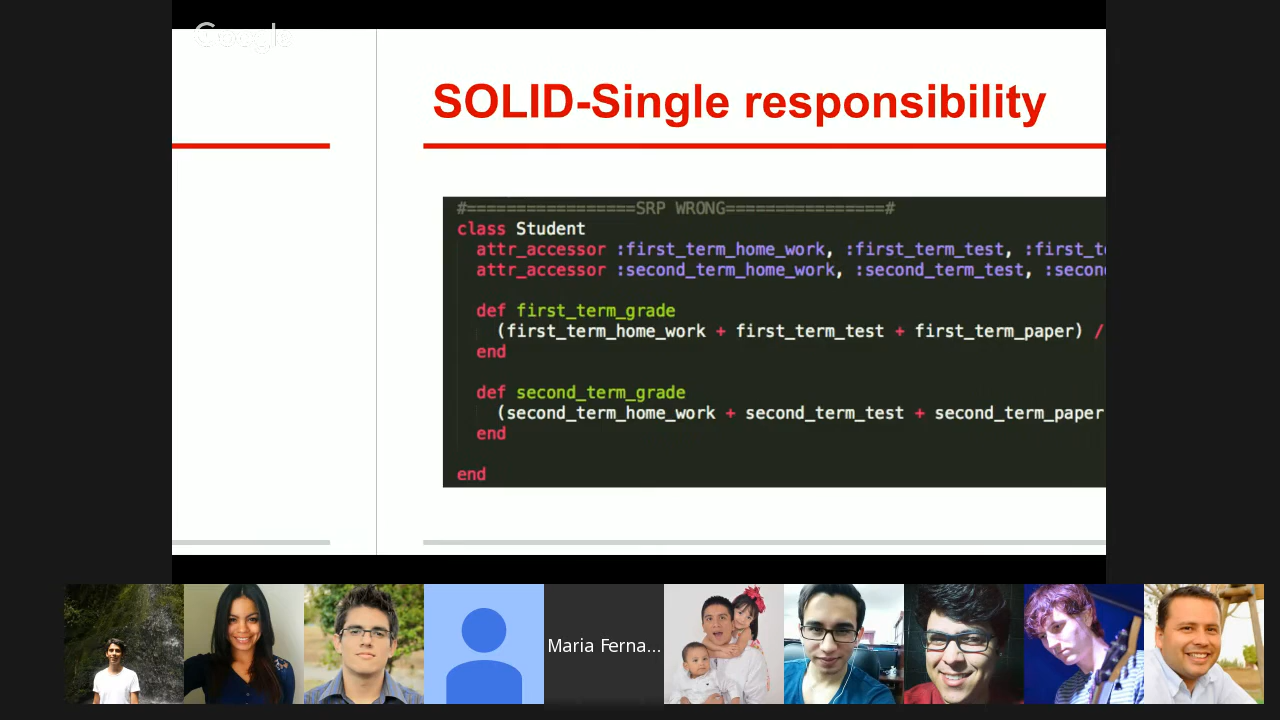 Google
SOLID-Single responsibility
#=================SRP WRONG================#
class Student
attr_accessor :first_term_home_work, :first_term_test, :first_t
attr_accessor :second_term_home_work, :second_term_test, :secon
def first_term_grade
(first_term_home_work + first_term_test + first_term_paper) /
end
def second_term_grade
(second_term_home_work + second_term_test + second_term_paper
end
end
Maria Ferna...